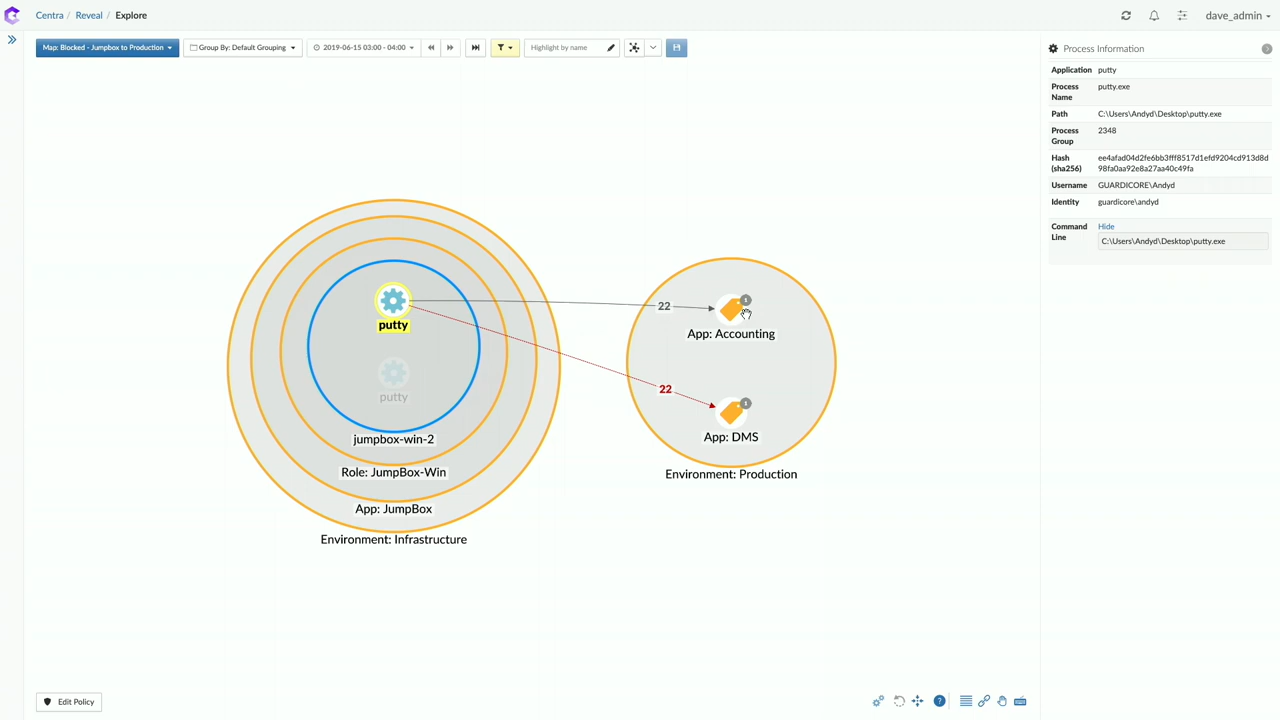 Centra / Reveal / Explore
dave_admin
Map: Blocked - Jumpbox to Production
Group By: Default Grouping
2019-06-15 03:00 - 04:00
Highlight by name
Process Information
Application putty
Process Name putty.exe
Path C:\Users\Andyd\Desktop\putty.exe
Process Group 2348
Hash (sha256) ee4afad04d2fe6bb3fff8517d1efd9204cd913d8d
98fa0aa92e8a27aa40c49fa
Username GUARDICORE\Andyd
Identity guardicore\andyd
Command Line Hide
C:\Users\Andyd\Desktop\putty.exe
putty
22
App: Accounting
putty
22
App: DMS
jumpbox-win-2
Role: JumpBox-Win
Environment: Production
App: JumpBox
Environment: Infrastructure
Edit Policy